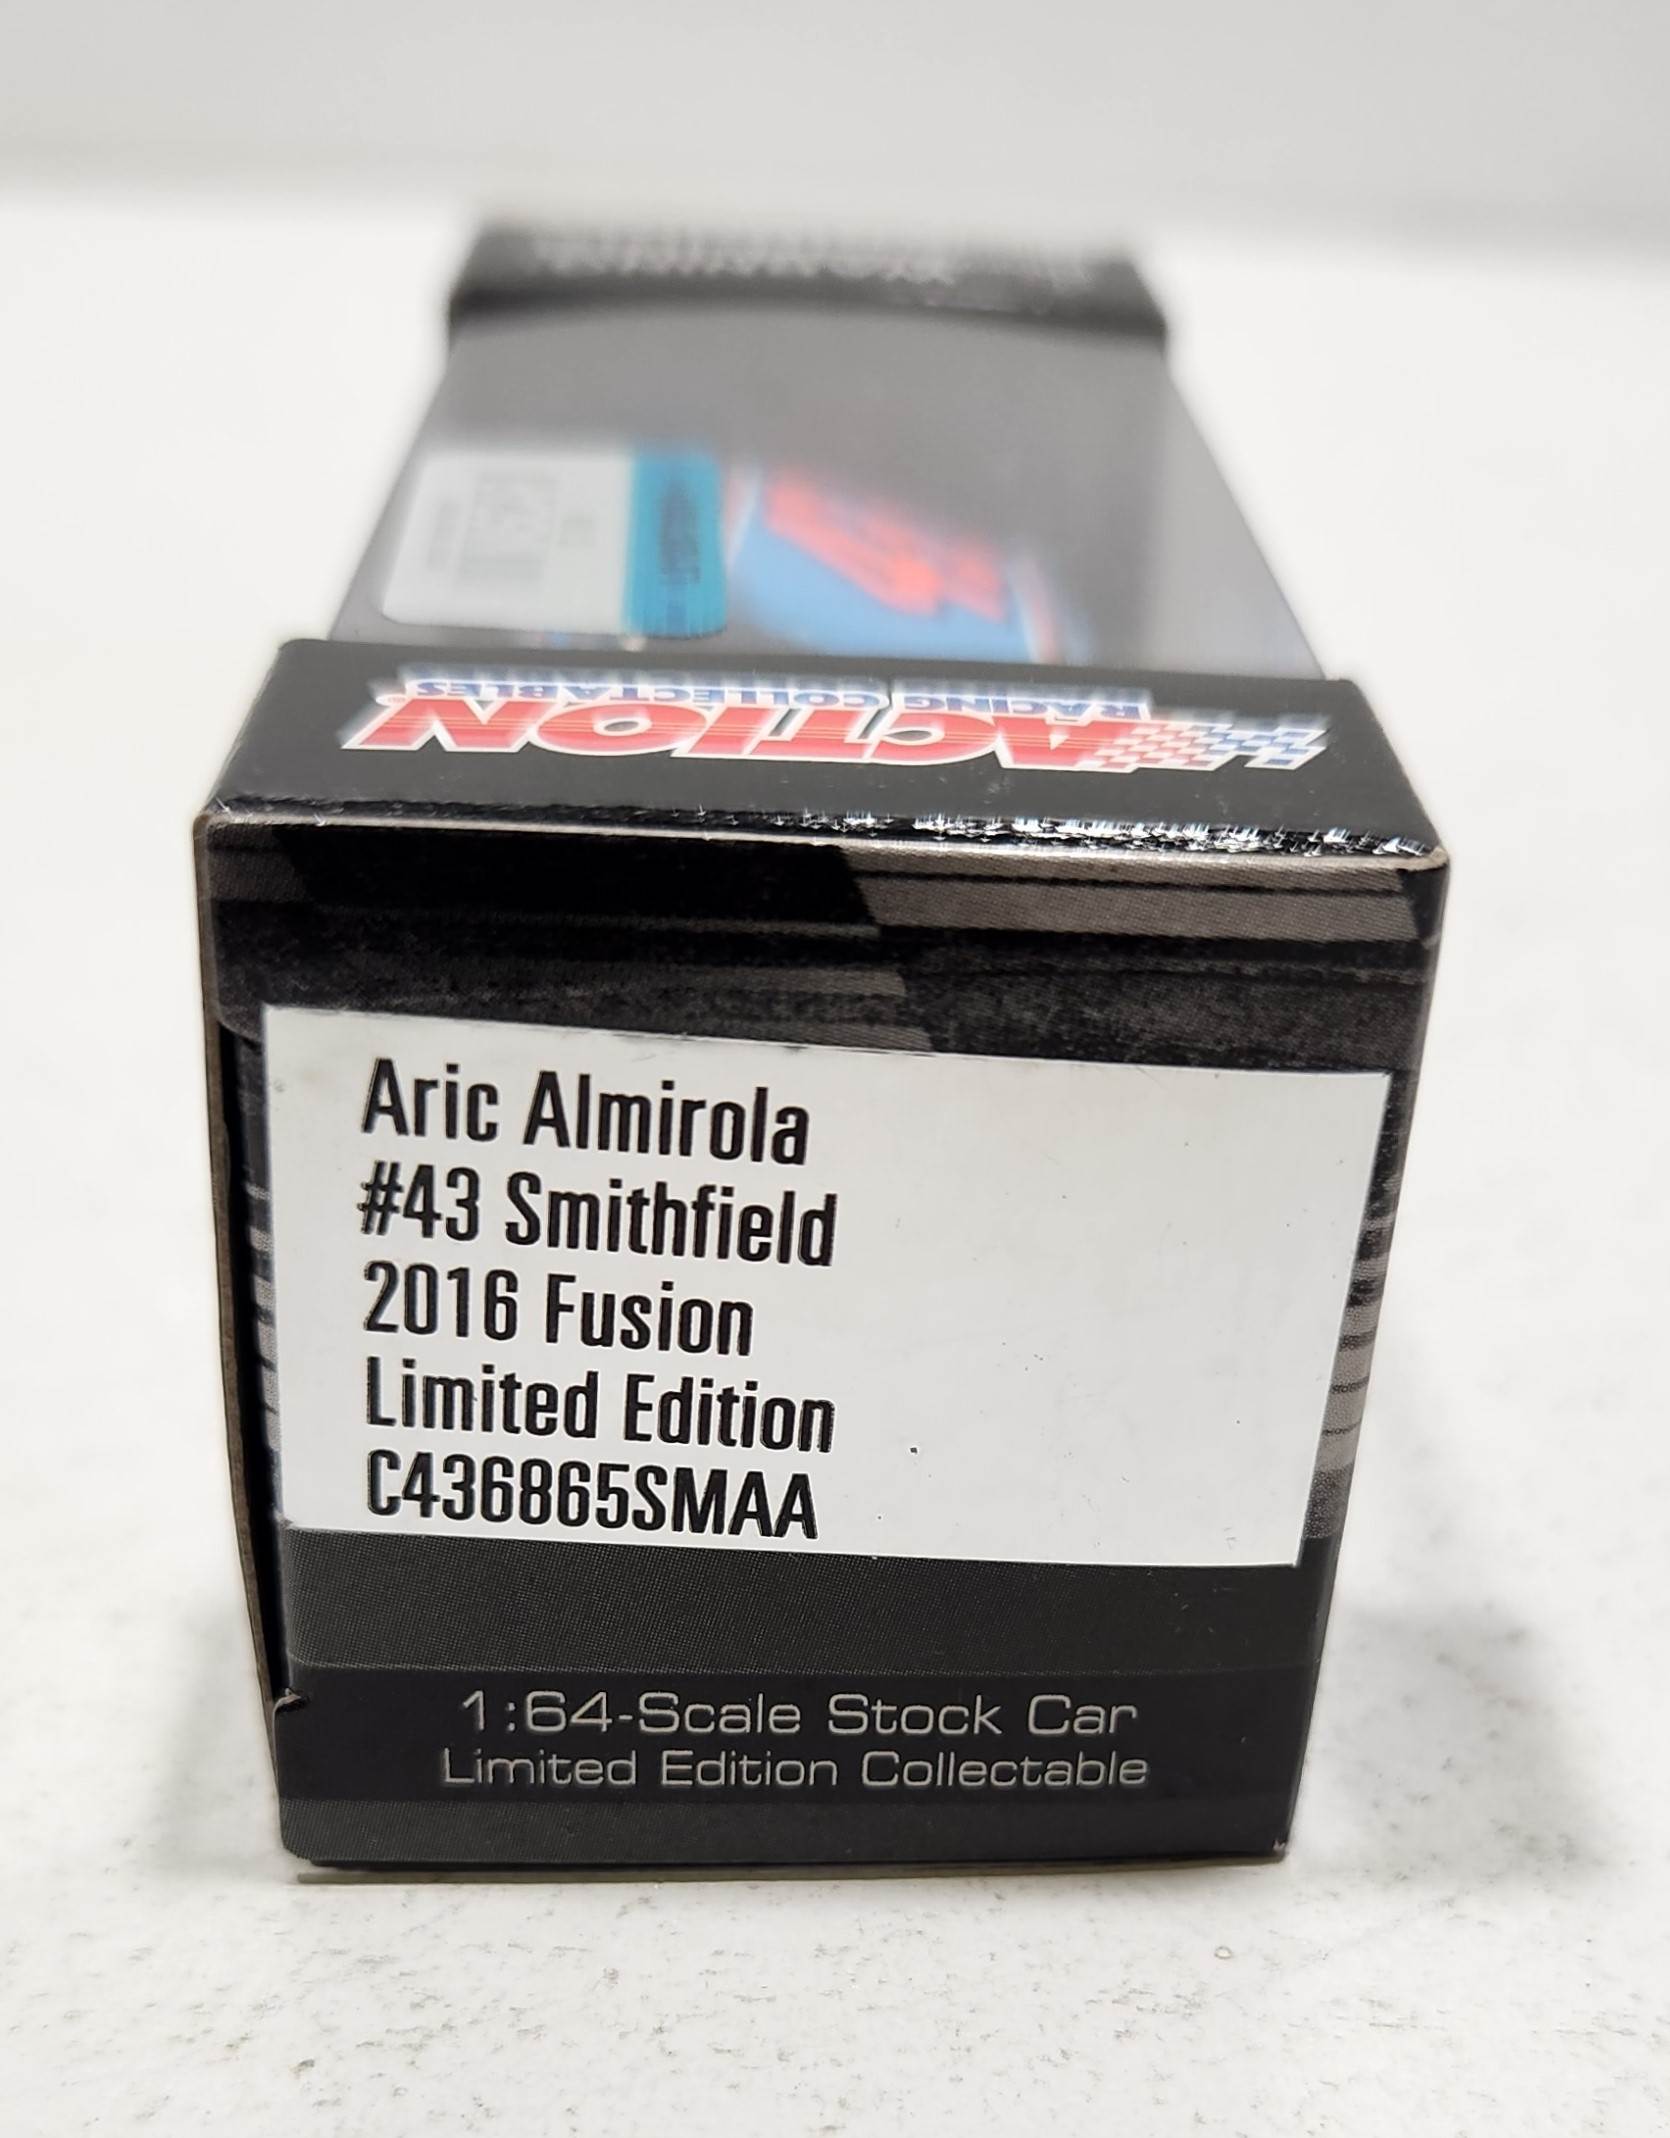 ACTION
RACING COLLECTABLES
Aric Almirola
#43 Smithfield
2016 Fusion
Limited Edition
C436865SMAA
1:64-Scale Stock Car
Limited Edition Collectable